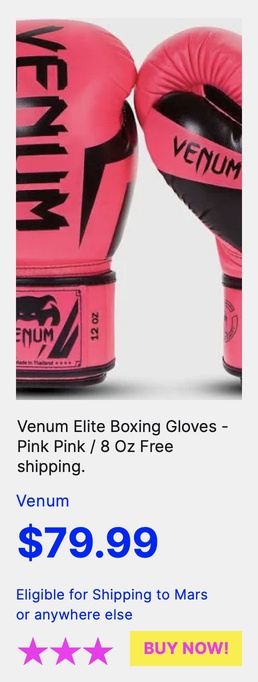 VENUM
VENUM
ENUM
12 oz
Made in Thailand
Venum Elite Boxing Gloves -
Pink Pink / 8 Oz Free
shipping.
Venum
$79.99
Eligible for Shipping to Mars
or anywhere else
BUY NOW!